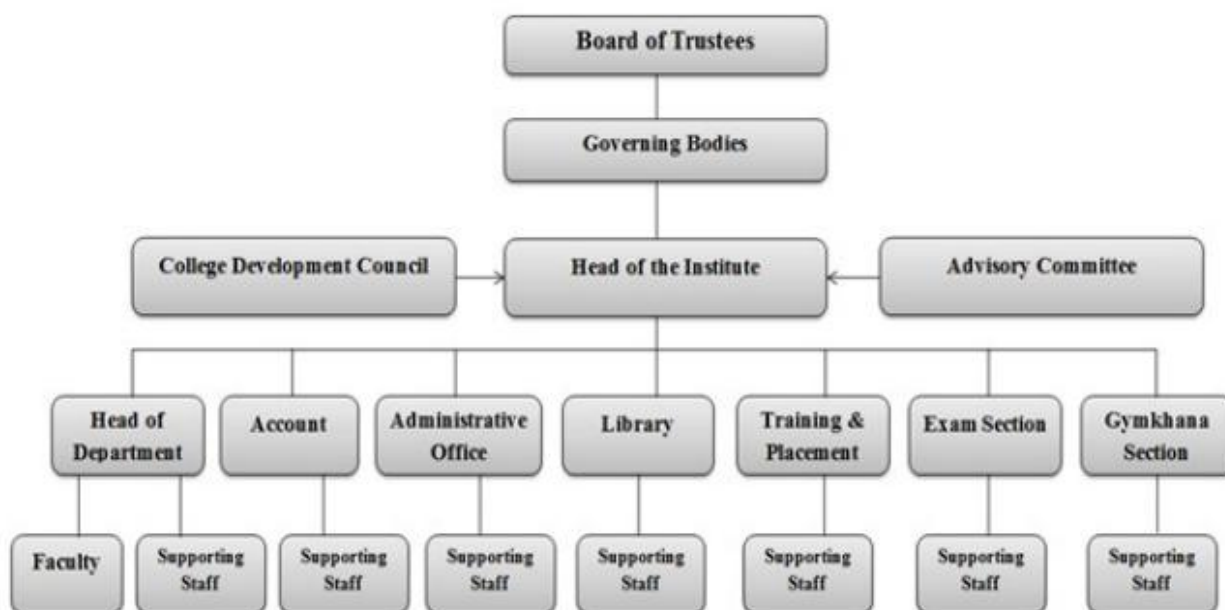 Board of Trustees
Governing Bodies
College Development Council
Head of the Institute
Advisory Committee
Head of
Department
Account
Administrative
Office
Library
Training &
Placement
Exam Section
Gymkhana
Section
Faculty
Supporting
Staff
Supporting
Staff
Supporting
Staff
Supporting
Staff
Supporting
Staff
Supporting
Staff
Supporting
Staff